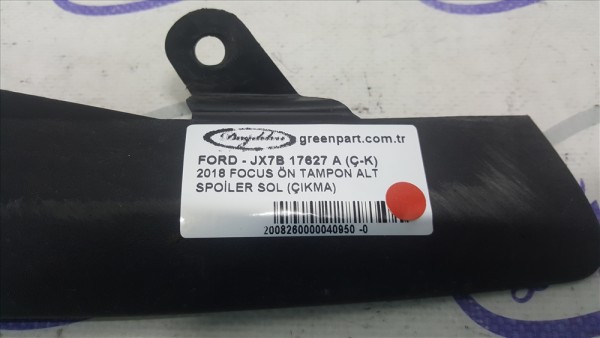 greenpart.com.tr
FORD - JX7B 17627 A (Ç-K)
2018 FOCUS ÖN TAMPON ALT
SPOİLER SOL (ÇIKMA)
2008260000040950 -0